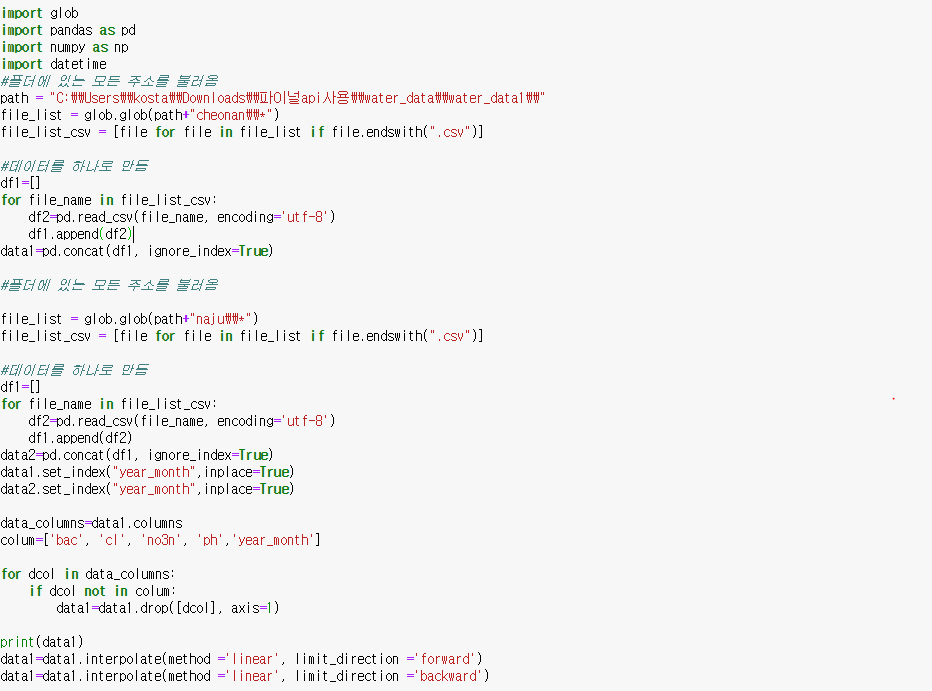 import glob
import pandas as pd
import numpy as np
import datetime
#폴더에 있는 모든 주소를 불러옴
path = "C:₩₩Users₩₩kosta₩₩Downloads₩₩파이널api사용₩₩water_data₩₩water_data1₩₩"
file_list = glob.glob(path+"cheonan₩₩*")
file_list_csv = [file for file in file_list if file.endswith(".csv")]
#데이터를 하나로 만듬
df1=[]
for file_name in file_list_csv:
    df2=pd.read_csv(file_name, encoding='utf-8')
    df1.append(df2)
data1=pd.concat(df1, ignore_index=True)
#폴더에 있는 모든 주소를 불러옴
file_list = glob.glob(path+"naju₩₩*")
file_list_csv = [file for file in file_list if file.endswith(".csv")]
#데이터를 하나로 만듬
df1=[]
for file_name in file_list_csv:
    df2=pd.read_csv(file_name, encoding='utf-8')
    df1.append(df2)
data2=pd.concat(df1, ignore_index=True)
data1.set_index("year_month",inplace=True)
data2.set_index("year_month",inplace=True)
data_columns=data1.columns
colum=['bac', 'cl', 'no3n', 'ph','year_month']
for dcol in data_columns:
    if dcol not in colum:
        data1=data1.drop([dcol], axis=1)
print(data1)
data1=data1.interpolate(method ='linear', limit_direction ='forward')
data1=data1.interpolate(method ='linear', limit_direction ='backward')